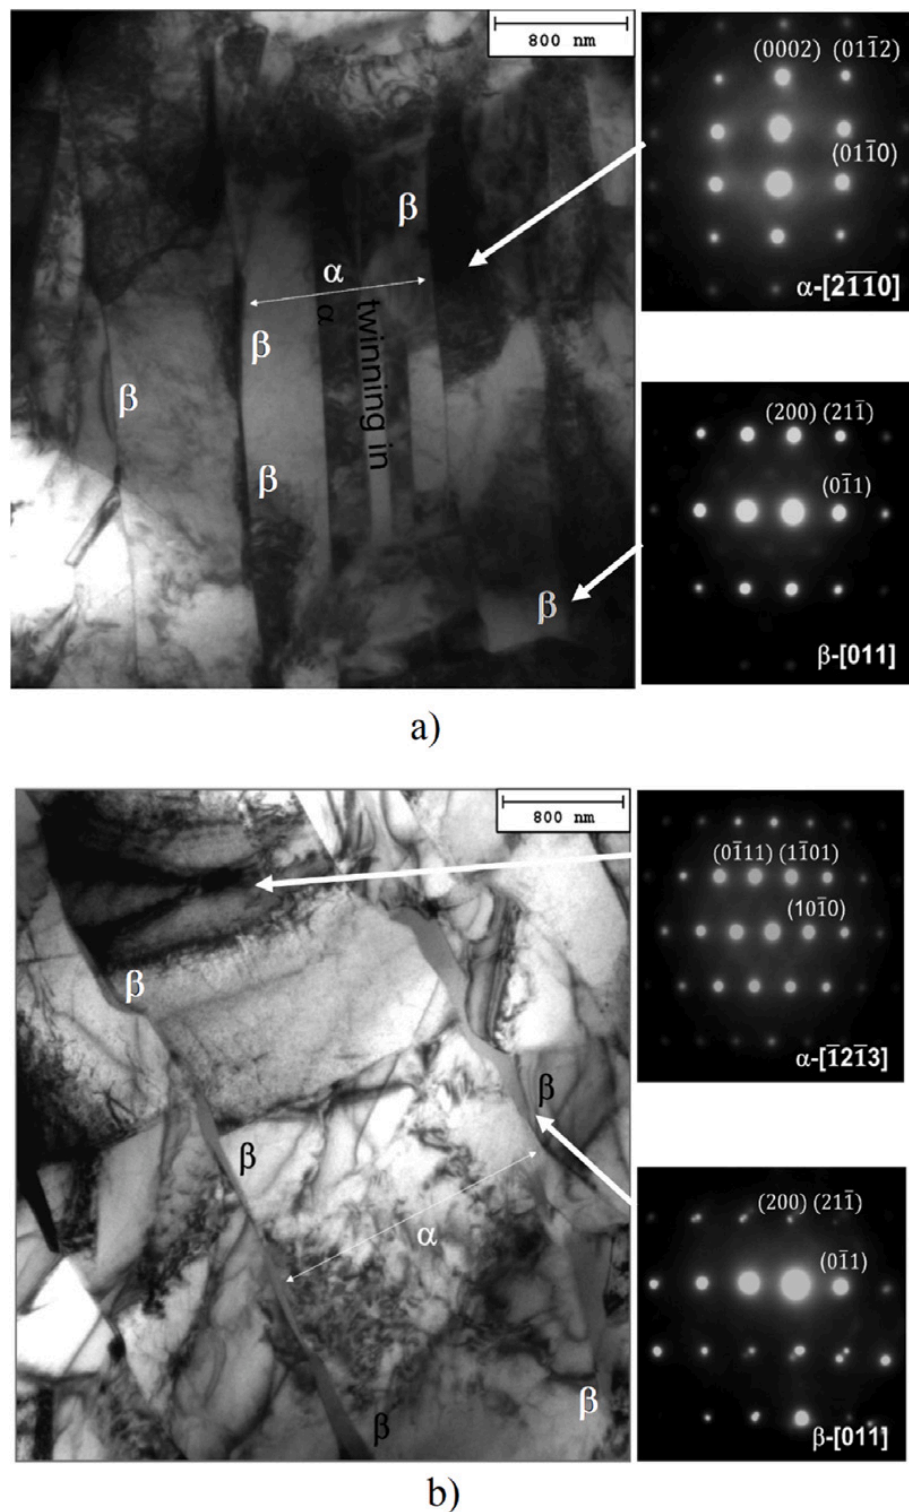 800 nm
(0002) (011̅2)
(011̅0)
α-[21̅1̅0]
β
α
α
twinning in
β
β
β
β
(200) (211̅)
(01̅1)
β-[011]
a)
800 nm
(01̅11) (11̅01)
(101̅0)
α-[1̅21̅3]
β
β
β
α
β
β
(200) (211̅)
(01̅1)
β-[011]
b)